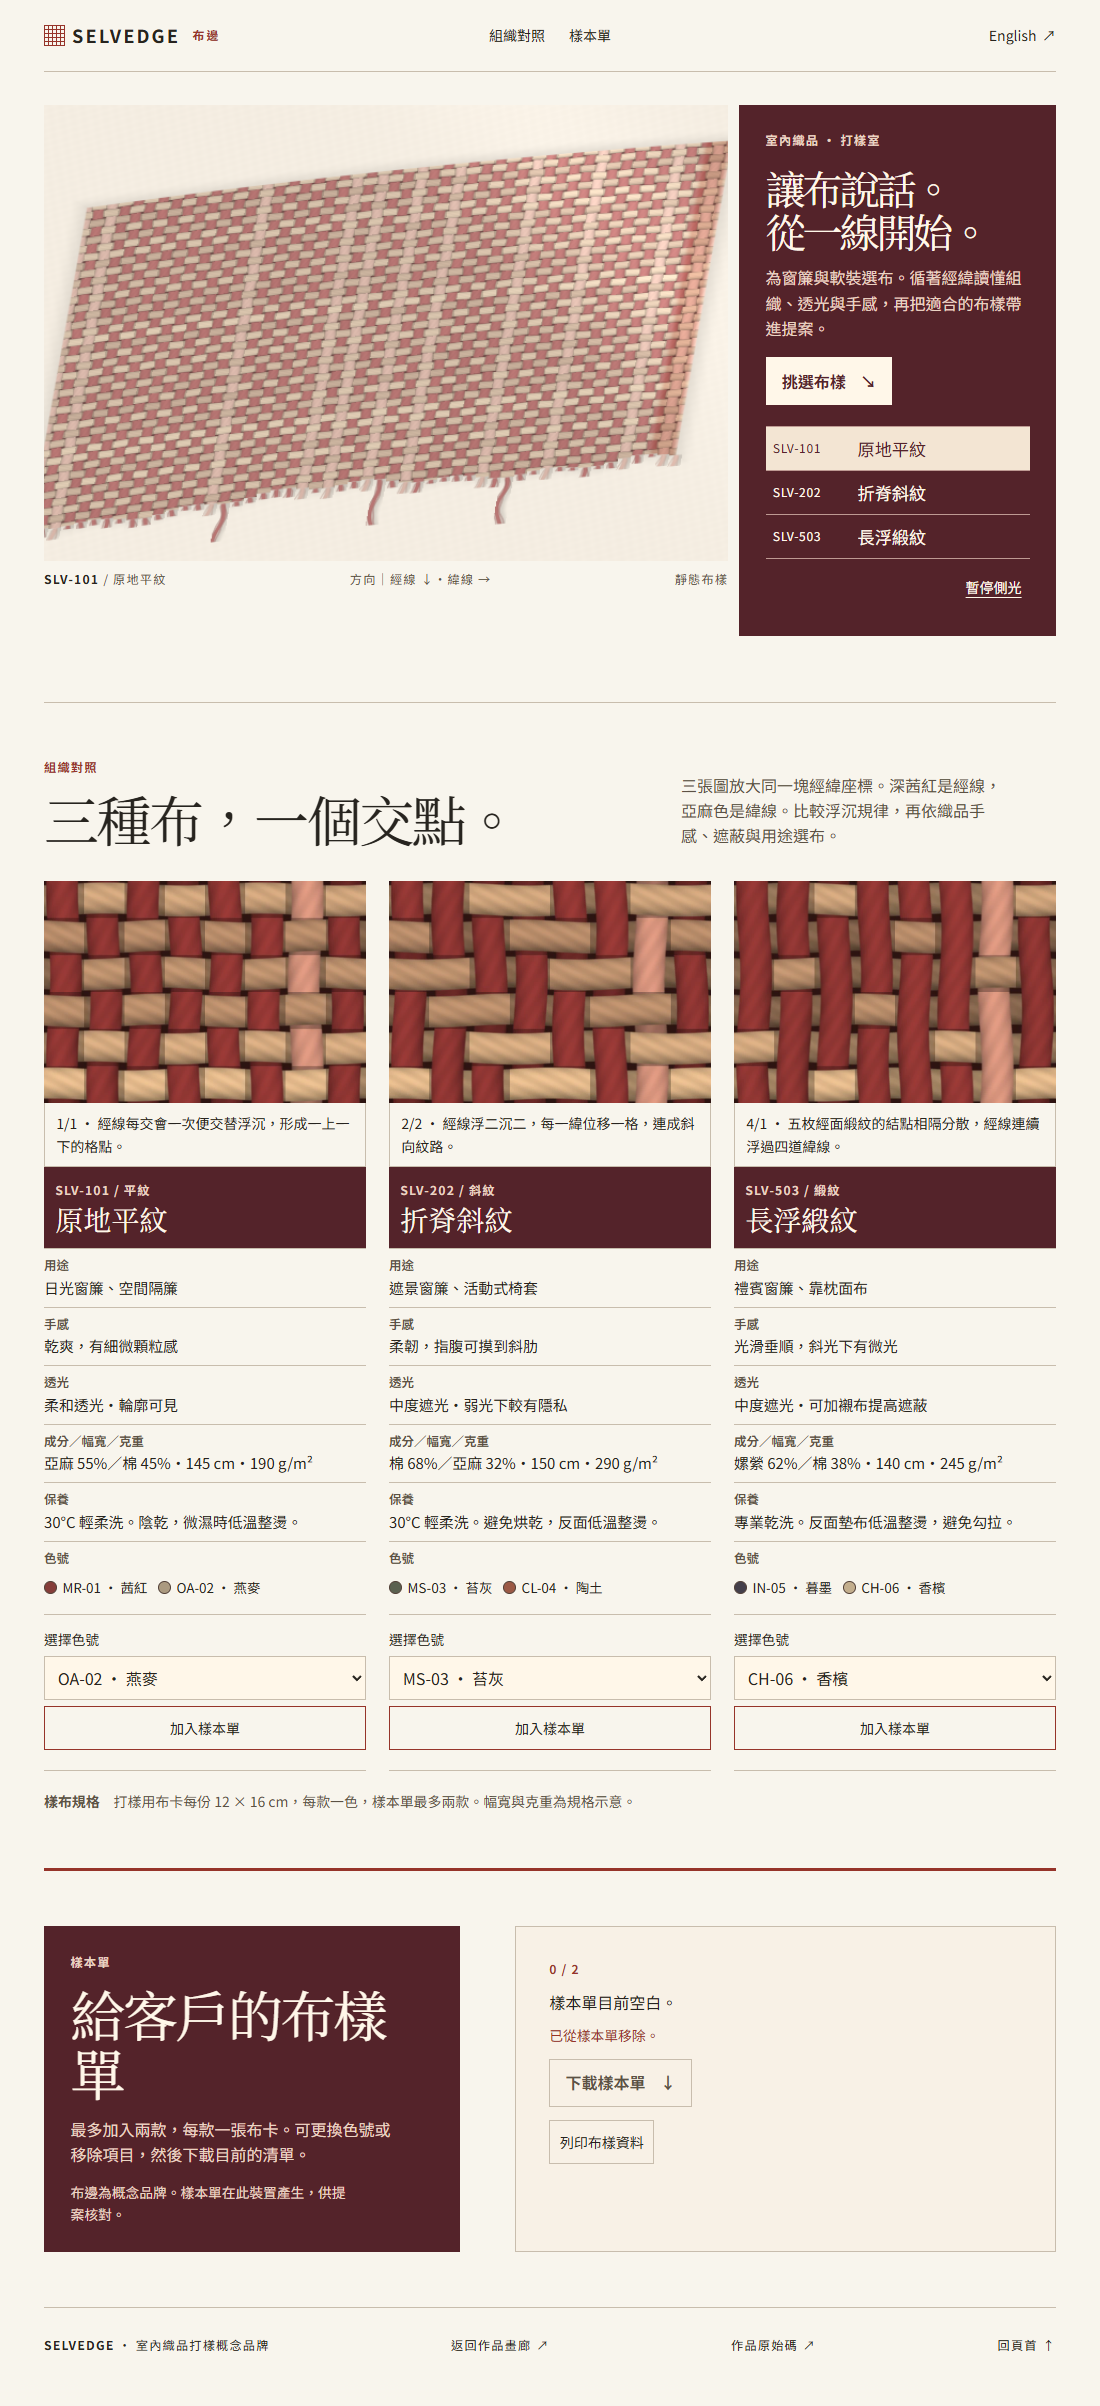 SELVEDGE 布邊
組織對照 樣本單
English ↗
室內織品 · 打樣室
讓布說話。
從一線開始。
為窗簾與軟裝選布。循著經緯讀懂組
織、透光與手感，再把適合的布樣帶
進提案。
挑選布樣 ↘
SLV-101 原地平紋
SLV-202 折脊斜紋
SLV-503 長浮緞紋
暫停側光
SLV-101 / 原地平紋
方向｜經線 ↓・緯線 →
靜態布樣
組織對照
三種布，一個交點。
三張圖放大同一塊經緯座標。深茜紅是經線，
亞麻色是緯線。比較浮沉規律，再依織品手
感、遮蔽與用途選布。
1/1 · 經線每交會一次便交替浮沉，形成一上一
下的格點。
SLV-101 / 平紋
原地平紋
用途
日光窗簾、空間隔簾
手感
乾爽，有細微顆粒感
透光
柔和透光・輪廓可見
成分／幅寬／克重
亞麻 55%／棉 45%・145 cm・190 g/m²
保養
30°C 輕柔洗。陰乾，微濕時低溫整燙。
色號
MR-01 · 茜紅 OA-02 · 燕麥
選擇色號
OA-02 · 燕麥
加入樣本單
2/2 · 經線浮二沉二，每一緯位移一格，連成斜
向紋路。
SLV-202 / 斜紋
折脊斜紋
用途
遮景窗簾、活動式椅套
手感
柔韌，指腹可摸到斜肋
透光
中度遮光・弱光下較有隱私
成分／幅寬／克重
棉 68%／亞麻 32%・150 cm・290 g/m²
保養
30°C 輕柔洗。避免烘乾，反面低溫整燙。
色號
MS-03 · 苔灰 CL-04 · 陶土
選擇色號
MS-03 · 苔灰
加入樣本單
4/1 · 五枚經面緞紋的結點相隔分散，經線連續
浮過四道緯線。
SLV-503 / 緞紋
長浮緞紋
用途
禮賓窗簾、靠枕面布
手感
光滑垂順，斜光下有微光
透光
中度遮光・可加襯布提高遮蔽
成分／幅寬／克重
嫘縈 62%／棉 38%・140 cm・245 g/m²
保養
專業乾洗。反面墊布低溫整燙，避免勾拉。
色號
IN-05 · 暮墨 CH-06 · 香檳
選擇色號
CH-06 · 香檳
加入樣本單
樣布規格 打樣用布卡每份 12 × 16 cm，每款一色，樣本單最多兩款。幅寬與克重為規格示意。
樣本單
給客戶的布樣
單
最多加入兩款，每款一張布卡。可更換色號或
移除項目，然後下載目前的清單。
布邊為概念品牌。樣本單在此裝置產生，供提
案核對。
0 / 2
樣本單目前空白。
已從樣本單移除。
下載樣本單 ↓
列印布樣資料
SELVEDGE · 室內織品打樣概念品牌
返回作品畫廊 ↗
作品原始碼 ↗
回頁首 ↑